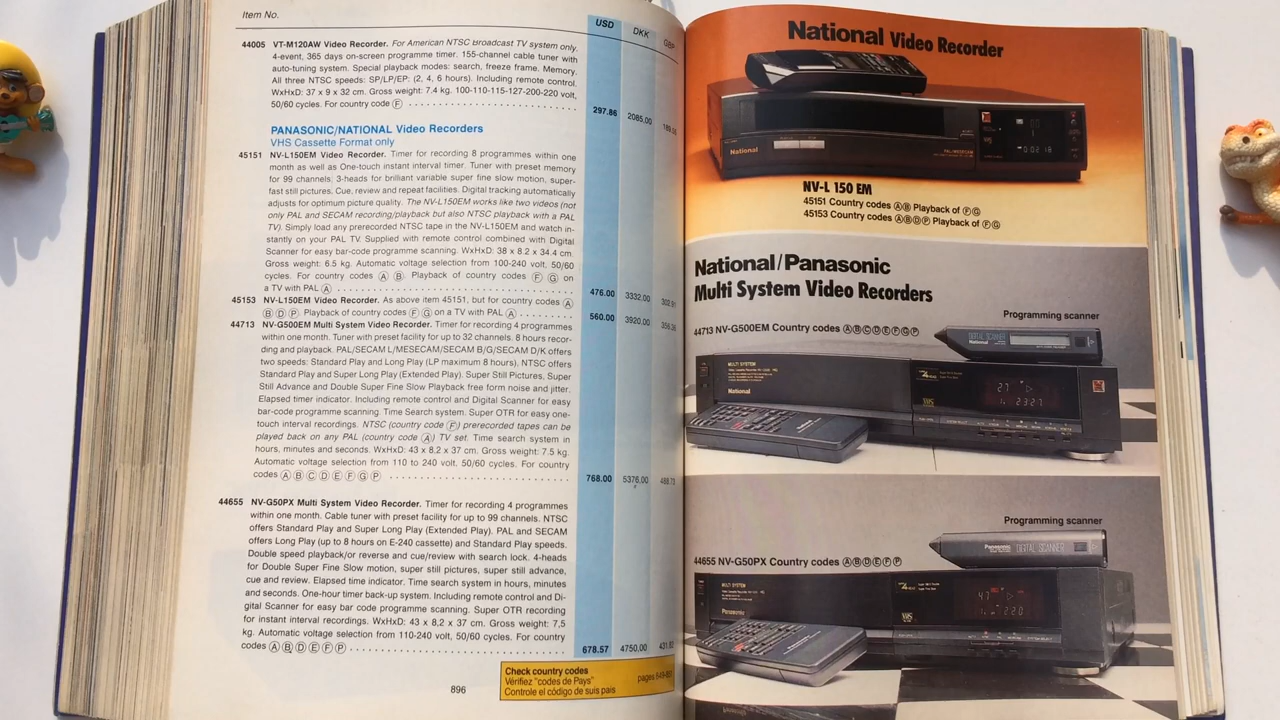 Item No.
USD DKK GBP
44005 VT-M120AW Video Recorder. For American NTSC Broadcast TV system only.
4-event, 365 days on-screen programme timer. 155-channel cable tuner with
auto-tuning system. Special playback modes: search, freeze frame. Memory.
All three NTSC speeds: SP/LP/EP: (2, 4, 6 hours). Including remote control.
WxHxD: 37 x 9 x 32 cm. Gross weight: 7.4 kg. 100-110-115-127-200-220 volt,
50/60 cycles. For country code Ⓕ 297.86 2085.00
PANASONIC/NATIONAL Video Recorders
VHS Cassette Format only
45151 NV-L150EM Video Recorder. Timer for recording 8 programmes within one
month as well as One-touch instant interval timer. Tuner with preset memory
for 99 channels; 3-heads for brilliant variable super fine slow motion, super-
fast still pictures. Cue, review and repeat facilities. Digital tracking automatically
adjusts for optimum picture quality. The NV-L150EM works like two videos (not
only PAL and SECAM recording/playback but also NTSC playback with a PAL
TV). Simply load any prerecorded NTSC tape in the NV-L150EM and watch in-
stantly on your PAL TV. Supplied with remote control combined with Digital
Scanner for easy bar-code programme scanning. WxHxD: 38 x 8.2 x 34.4 cm.
Gross weight: 6.5 kg. Automatic voltage selection from 100-240 volt. 50/60
cycles. For country codes Ⓐ Ⓑ. Playback of country codes Ⓕ Ⓖ on
a TV with PAL Ⓐ 476.00 3332.00
45153 NV-L150EM Video Recorder. As above item 45151, but for country codes Ⓐ
Ⓑ Ⓓ Ⓟ. Playback of country codes Ⓕ Ⓖ on a TV with PAL Ⓐ 560.00 3920.00
44713 NV-G500EM Multi System Video Recorder. Timer for recording 4 programmes
within one month. Tuner with preset facility for up to 32 channels. 8 hours recor-
ding and playback. PAL/SECAM L/MESECAM/SECAM B/G/SECAM D/K offers
two speeds: Standard Play and Long Play (LP maximum 8 hours). NTSC offers
Standard Play and Super Long Play (Extended Play). Super Still Pictures, Super
Still Advance and Double Super Fine Slow Playback free form noise and jitter.
Elapsed timer indicator. Including remote control and Digital Scanner for easy
bar-code programme scanning. Time Search system. Super OTR for easy one-
touch interval recordings. NTSC (country code Ⓕ) prerecorded tapes can be
played back on any PAL (country code Ⓐ) TV set. Time search system in
hours, minutes and seconds. WxHxD: 43 x 8.2 x 37 cm. Gross weight: 7.5 kg.
Automatic voltage selection from 110 to 240 volt. 50/60 cycles. For country
codes Ⓐ Ⓑ Ⓒ Ⓓ Ⓔ Ⓕ Ⓖ Ⓟ 768.00 5376.00
44655 NV-G50PX Multi System Video Recorder. Timer for recording 4 programmes
within one month. Cable tuner with preset facility for up to 99 channels. NTSC
offers Standard Play and Super Long Play (Extended Play). PAL and SECAM
offers Long Play (up to 8 hours on E-240 cassette) and Standard Play speeds.
Double speed playback/or reverse and cue/review with search lock. 4-heads
for Double Super Fine Slow motion, super still pictures, super still advance,
cue and review. Elapsed time indicator. Time search system in hours, minutes
and seconds. One-hour timer back-up system. Including remote control and Di-
gital Scanner for easy bar code programme scanning. Super OTR recording
for instant interval recordings. WxHxD: 43 x 8,2 x 37 cm. Gross weight: 7,5
kg. Automatic voltage selection from 110-240 volt, 50/60 cycles. For country
codes Ⓐ Ⓑ Ⓓ Ⓔ Ⓕ Ⓟ 678.57 4750.00
Check country codes
Vérifiez "codes de Pays"
Controle el código de suis pais
pages
896
National Video Recorder
National
NV-L 150 EM
45151 Country codes ⒶⒷ Playback of ⒻⒼ
45153 Country codes ⒶⒷⒹⓅ Playback of ⒻⒼ
National/Panasonic
Multi System Video Recorders
Programming scanner
44713 NV-G500EM Country codes ⒶⒷⒸⒹⒺⒻⒼⓅ
DIGITAL SCANNER
National
MULTI SYSTEM
National
VHS
Programming scanner
44655 NV-G50PX Country codes ⒶⒷⒹⒺⒻⓅ
Panasonic DIGITAL SCANNER
MULTI SYSTEM
Panasonic
VHS